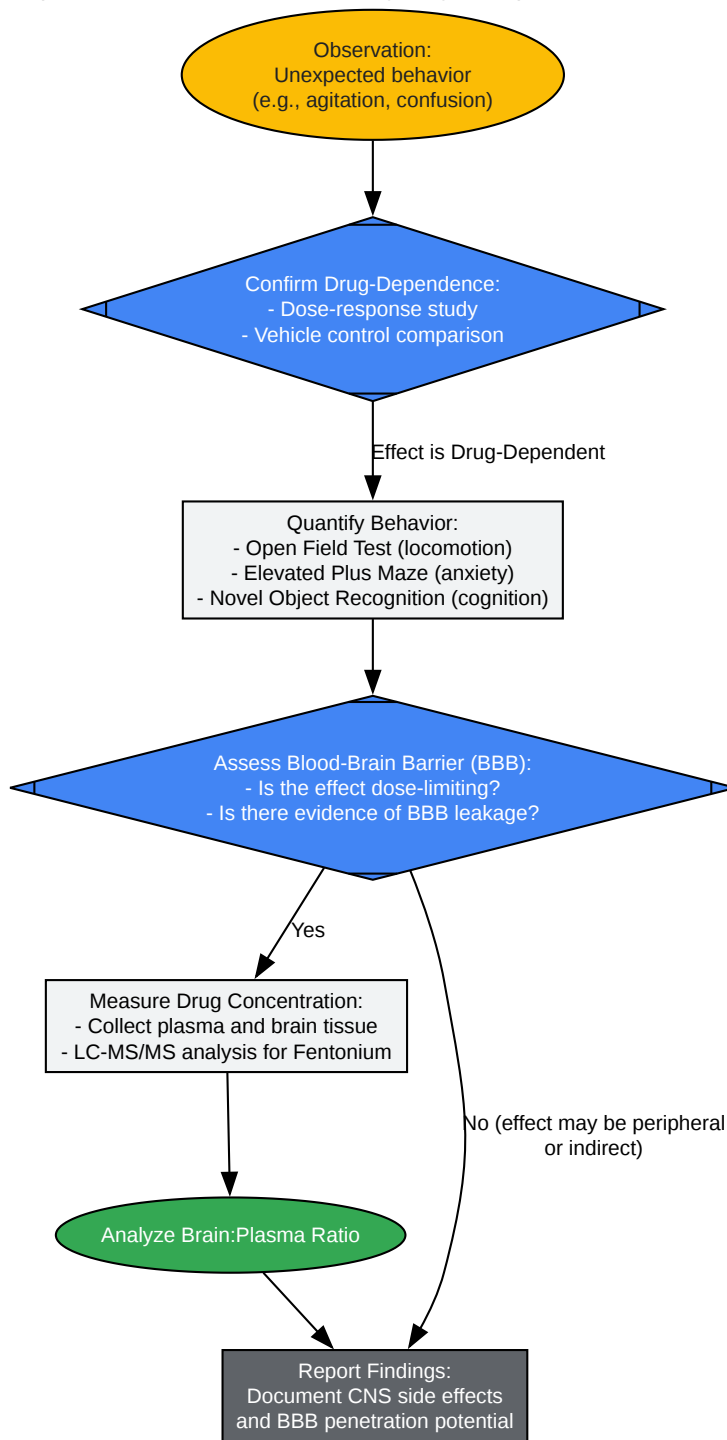 Observation:
Unexpected behavior
(e.g., agitation, confusion)
Confirm Drug-Dependence:
- Dose-response study
- Vehicle control comparison
Effect is Drug-Dependent
Quantify Behavior:
- Open Field Test (locomotion)
- Elevated Plus Maze (anxiety)
- Novel Object Recognition (cognition)
Assess Blood-Brain Barrier (BBB):
- Is the effect dose-limiting?
- Is there evidence of BBB leakage?
Yes
Measure Drug Concentration:
- Collect plasma and brain tissue
- LC-MS/MS analysis for Fentonium
No (effect may be peripheral
or indirect)
Analyze Brain:Plasma Ratio
Report Findings:
Document CNS side effects
and BBB penetration potential